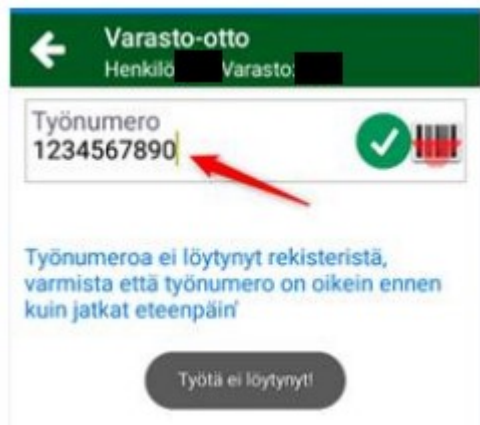 Varasto-otto
Henkilö Varasto:
Työnumero
1234567890
Työnumeroa ei löytynyt rekisteristä,
varmista että työnumero on oikein ennen
kuin jatkat eteenpäin'
Työtä ei löytynyt!